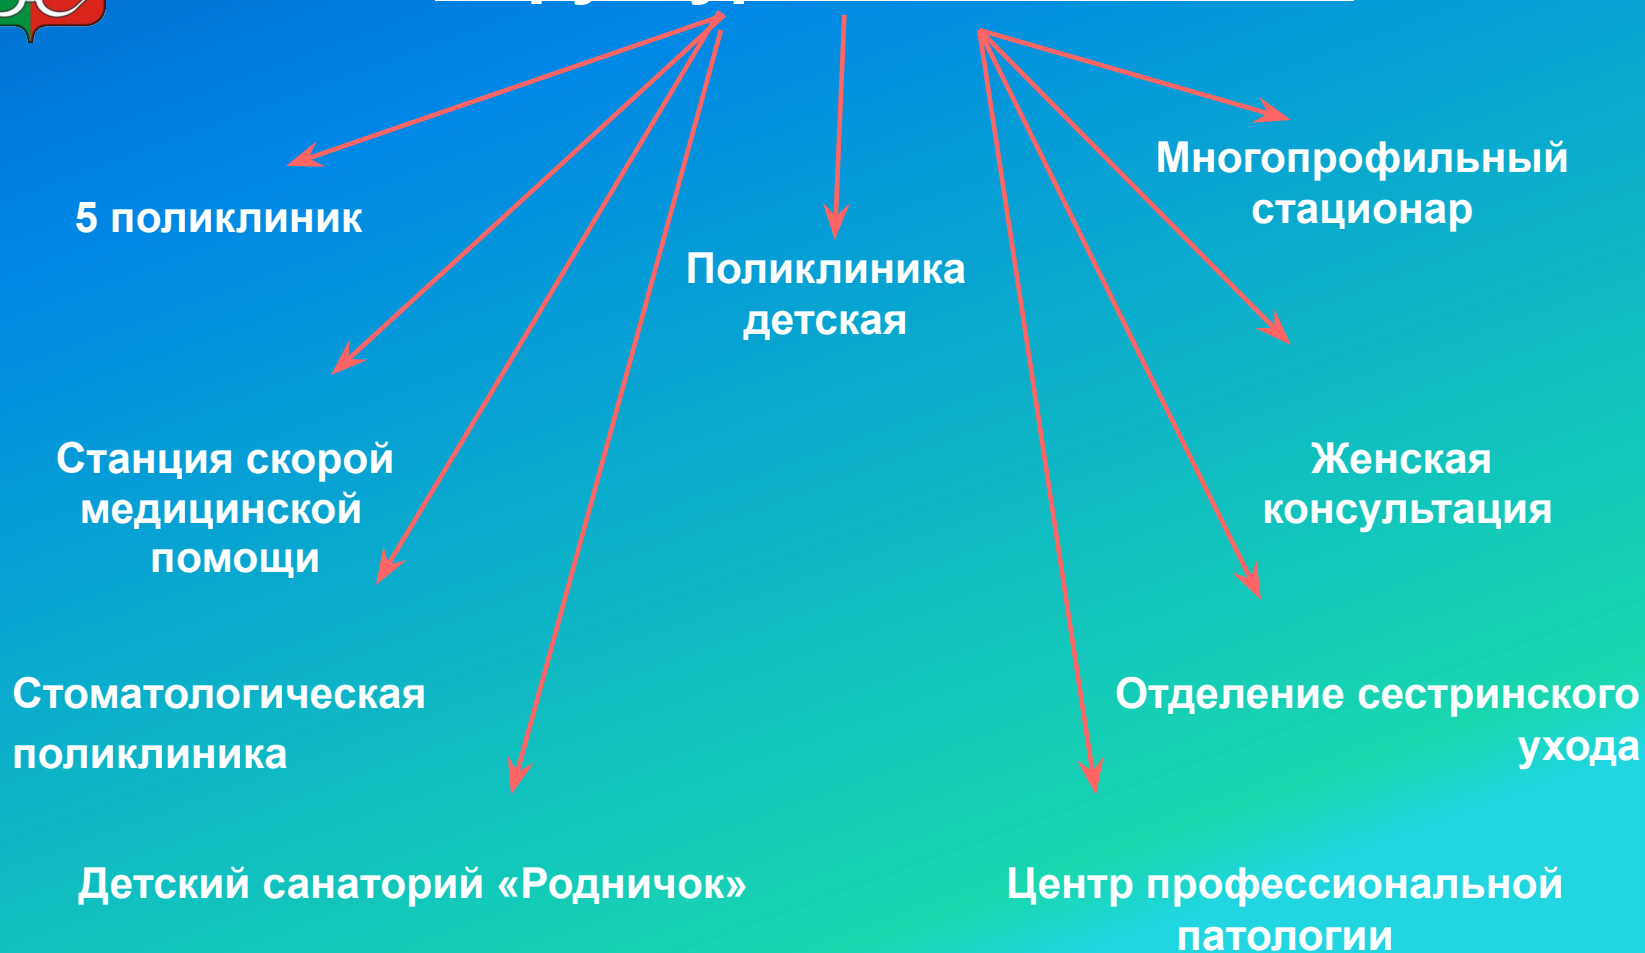 5 поликлиник
Многопрофильный
стационар
Поликлиника
детская
Станция скорой
медицинской
помощи
Женская
консультация
Стоматологическая
поликлиника
Отделение сестринского
ухода
Детский санаторий «Родничок»
Центр профессиональной
патологии